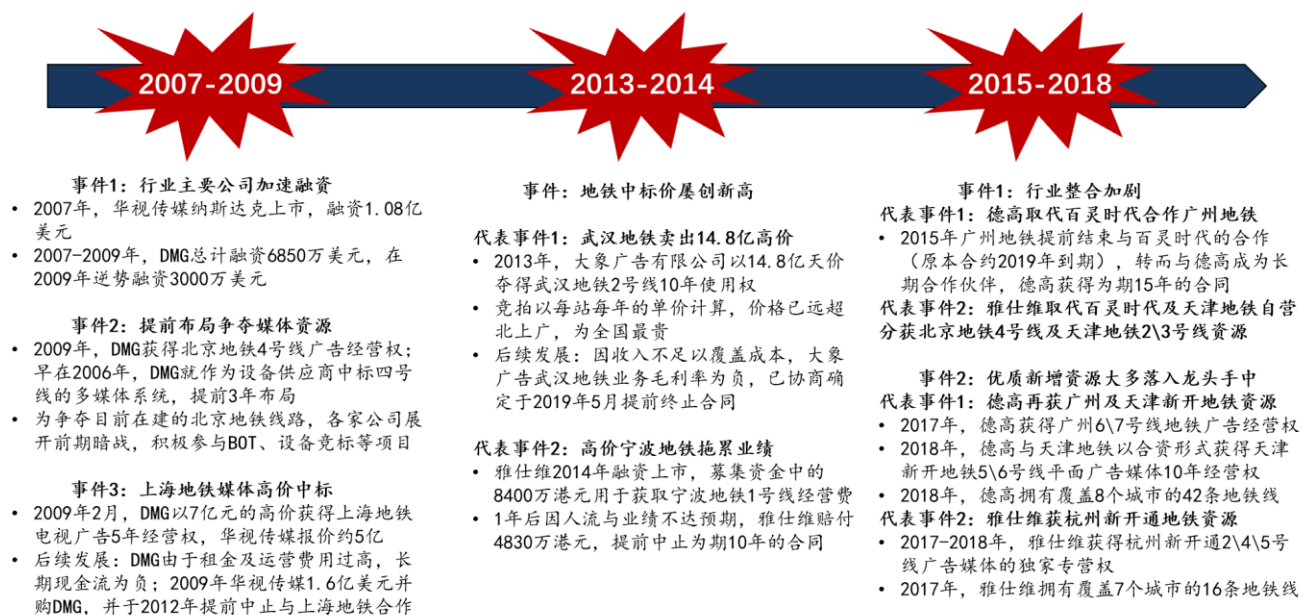 2007-2009
事件1：行业主要公司加速融资
• 2007年，华视传媒纳斯达克上市，融资1.08亿
美元
• 2007-2009年，DMG总计融资6850万美元，在
2009年逆势融资3000万美元
事件2：提前布局争夺媒体资源
• 2009年，DMG获得北京地铁4号线广告经营权；
早在2006年，DMG就作为设备供应商中标四号
线的多媒体系统，提前3年布局
• 为争夺目前在建的北京地铁线路，各家公司展
开前期暗战，积极参与BOT、设备竞标等项目
事件3：上海地铁媒体高价中标
• 2009年2月，DMG以7亿元的高价获得上海地铁
电视广告5年经营权，华视传媒报价约5亿
• 后续发展：DMG由于租金及运营费用过高，长
期现金流为负；2009年华视传媒1.6亿美元并
购DMG，并于2012年提前中止与上海地铁合作
2013-2014
事件：地铁中标价屡创新高
代表事件1：武汉地铁卖出14.8亿高价
• 2013年，大象广告有限公司以14.8亿天价
夺得武汉地铁2号线10年使用权
• 竞拍以每站每年的单价计算，价格已远超
北上广，为全国最贵
• 后续发展：因收入不足以覆盖成本，大象
广告武汉地铁业务毛利率为负，已协商确
定于2019年5月提前终止合同
代表事件2：高价宁波地铁拖累业绩
• 雅仕维2014年融资上市，募集资金中的
8400万港元用于获取宁波地铁1号线经营费
• 1年后因人流与业绩不达预期，雅仕维赔付
4830万港元，提前中止为期10年的合同
2015-2018
事件1：行业整合加剧
代表事件1：德高取代百灵时代合作广州地铁
• 2015年广州地铁提前结束与百灵时代的合作
（原本合约2019年到期），转而与德高成为长
期合作伙伴，德高获得为期15年的合同
代表事件2：雅仕维取代百灵时代及天津地铁自营
分获北京地铁4号线及天津地铁2\3号线资源
事件2：优质新增资源大多落入龙头手中
代表事件1：德高再获广州及天津新开地铁资源
• 2017年，德高获得广州6\7号线地铁广告经营权
• 2018年，德高与天津地铁以合资形式获得天津
新开地铁5\6号线平面广告媒体10年经营权
• 2018年，德高拥有覆盖8个城市的42条地铁线
代表事件2：雅仕维获杭州新开通地铁资源
• 2017-2018年，雅仕维获得杭州新开通2\4\5号
线广告媒体的独家专营权
• 2017年，雅仕维拥有覆盖7个城市的16条地铁线